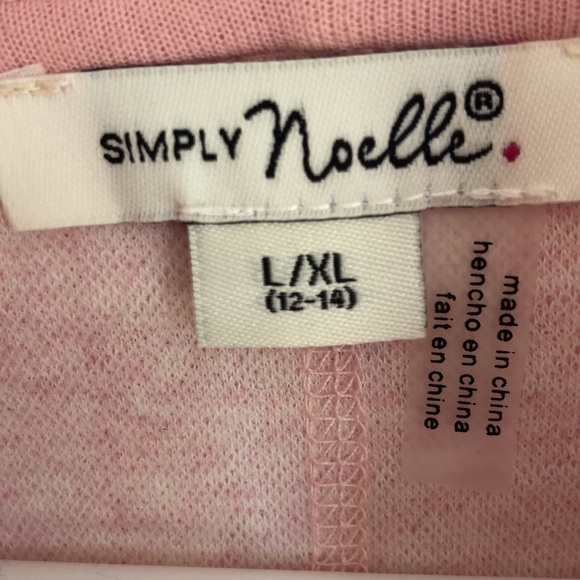 SIMPLY Noelle®.
L/XL
(12-14)
made in china
hencho en china
fait en chine